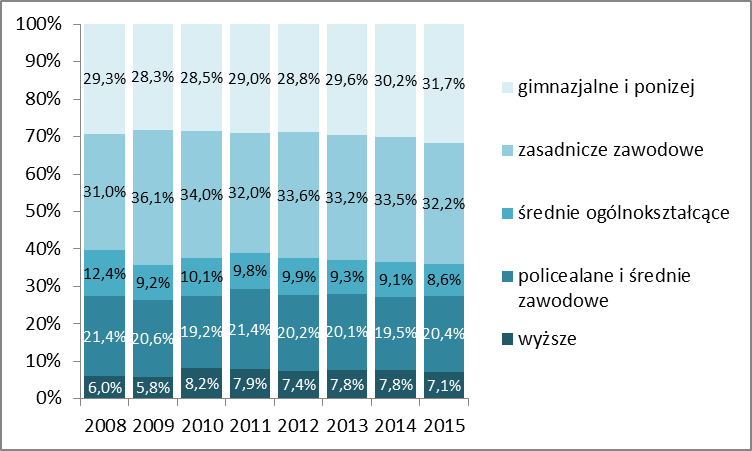 100%
90%
80%
70%
60%
50%
40%
30%
20%
10%
0%
29,3% 28,3% 28,5% 29,0% 28,8% 29,6% 30,2% 31,7%
31,0% 36,1% 34,0% 32,0% 33,6% 33,2% 33,5% 32,2%
12,4% 9,2% 10,1% 9,8% 9,9% 9,3% 9,1% 8,6%
21,4% 20,6% 19,2% 21,4% 20,2% 20,1% 19,5% 20,4%
6,0% 5,8% 8,2% 7,9% 7,4% 7,8% 7,8% 7,1%
2008 2009 2010 2011 2012 2013 2014 2015
gimnazjalne i ponizej
zasadnicze zawodowe
średnie ogólnokształcące
policealane i średnie
zawodowe
wyższe